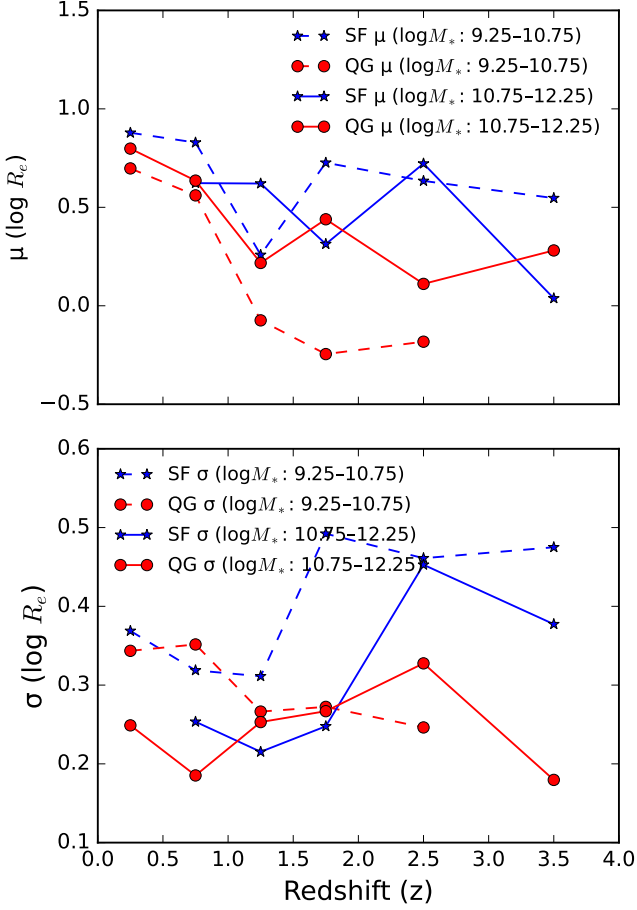 1.5
SF μ (logM*: 9.25–10.75)
QG μ (logM*: 9.25–10.75)
SF μ (logM*: 10.75–12.25)
QG μ (logM*: 10.75–12.25)
1.0
0.5
0.0
−0.5
μ (log Re)
0.6
SF σ (logM*: 9.25–10.75)
QG σ (logM*: 9.25–10.75)
SF σ (logM*: 10.75–12.25)
QG σ (logM*: 10.75–12.25)
0.5
0.4
0.3
0.2
0.1
σ (log Re)
0.0 0.5 1.0 1.5 2.0 2.5 3.0 3.5 4.0
Redshift (z)